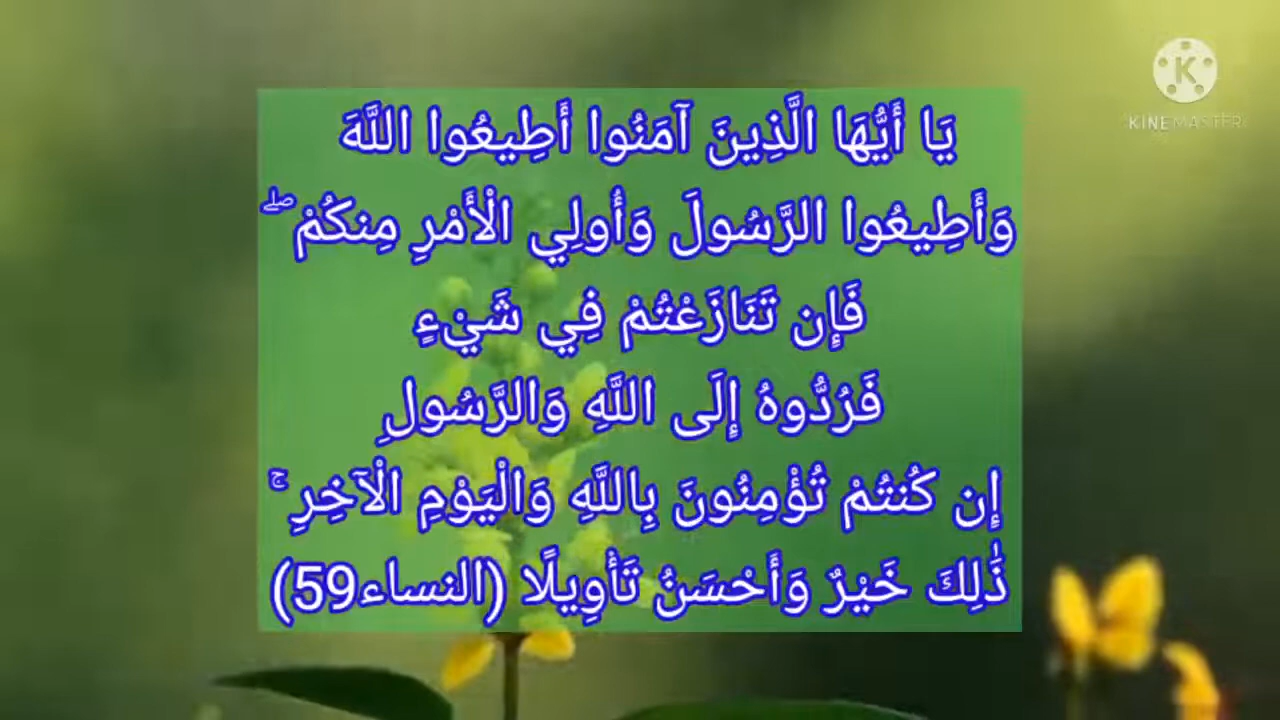 يَا أَيُّهَا الَّذِينَ آمَنُوا أَطِيعُوا اللَّهَ
وَأَطِيعُوا الرَّسُولَ وَأُولِي الْأَمْرِ مِنكُمْ ۖ
فَإِن تَنَازَعْتُمْ فِي شَيْءٍ
فَرُدُّوهُ إِلَى اللَّهِ وَالرَّسُولِ
إِن كُنتُمْ تُؤْمِنُونَ بِاللَّهِ وَالْيَوْمِ الْآخِرِ ۚ
ذَٰلِكَ خَيْرٌ وَأَحْسَنُ تَأْوِيلًا (النساء59)
K
KINEMASTER